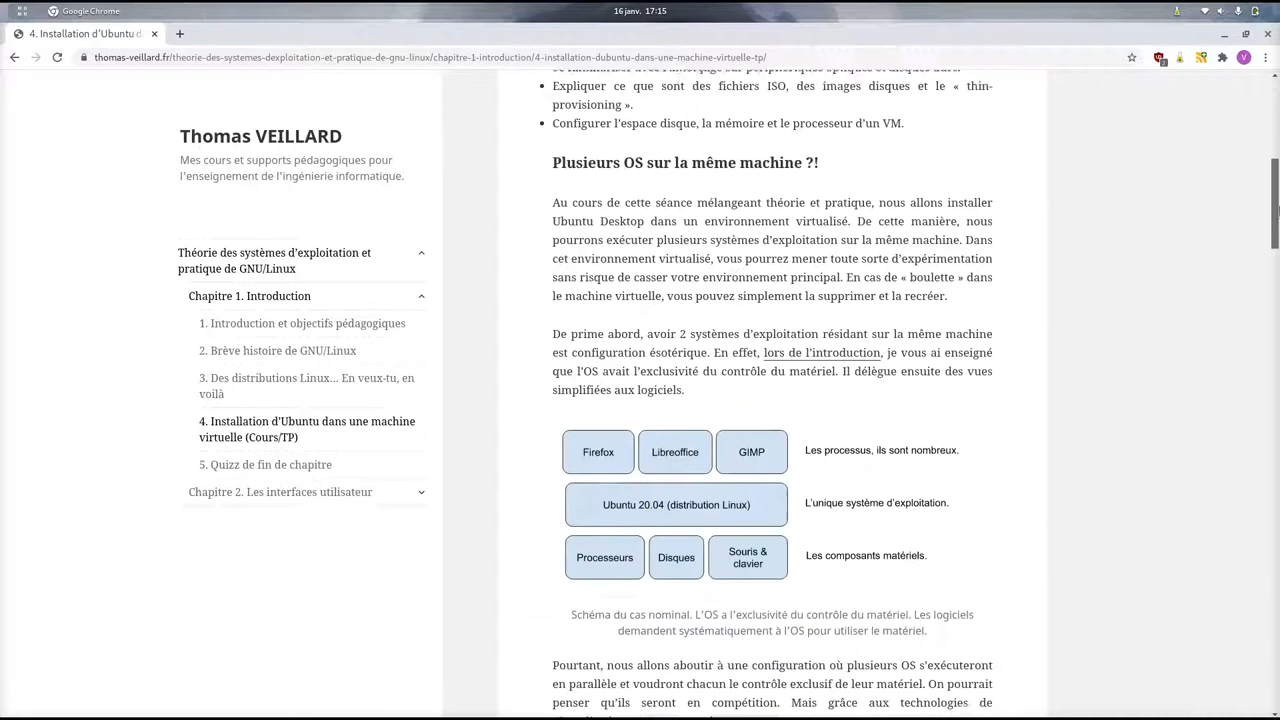 Google Chrome
16 janv. 17:15
4. Installation d'Ubuntu d
thomas-veillard.fr/theorie-des-systemes-dexploitation-et-pratique-de-gnu-linux/chapitre-1-introduction/4-installation-dubuntu-dans-une-machine-virtuelle-tp/
2
V
Thomas VEILLARD
Mes cours et supports pédagogiques pour
l'enseignement de l'ingénierie informatique.
Théorie des systèmes d'exploitation et
pratique de GNU/Linux
Chapitre 1. Introduction
1. Introduction et objectifs pédagogiques
2. Brève histoire de GNU/Linux
3. Des distributions Linux… En veux-tu, en
voilà
4. Installation d'Ubuntu dans une machine
virtuelle (Cours/TP)
5. Quizz de fin de chapitre
Chapitre 2. Les interfaces utilisateur
Expliquer ce que sont des fichiers ISO, des images disques et le « thin-
provisioning ».
Configurer l'espace disque, la mémoire et le processeur d'un VM.
Plusieurs OS sur la même machine ?!
Au cours de cette séance mélangeant théorie et pratique, nous allons installer
Ubuntu Desktop dans un environnement virtualisé. De cette manière, nous
pourrons exécuter plusieurs systèmes d'exploitation sur la même machine. Dans
cet environnement virtualisé, vous pourrez mener toute sorte d'expérimentation
sans risque de casser votre environnement principal. En cas de « boulette » dans
le machine virtuelle, vous pouvez simplement la supprimer et la recréer.
De prime abord, avoir 2 systèmes d'exploitation résidant sur la même machine
est configuration ésotérique. En effet, lors de l'introduction, je vous ai enseigné
que l'OS avait l'exclusivité du contrôle du matériel. Il délègue ensuite des vues
simplifiées aux logiciels.
Firefox
Libreoffice
GIMP
Les processus, ils sont nombreux.
Ubuntu 20.04 (distribution Linux)
L'unique système d'exploitation.
Processeurs
Disques
Souris &
clavier
Les composants matériels.
Schéma du cas nominal. L'OS a l'exclusivité du contrôle du matériel. Les logiciels
demandent systématiquement à l'OS pour utiliser le matériel.
Pourtant, nous allons aboutir à une configuration où plusieurs OS s'exécuteront
en parallèle et voudront chacun le contrôle exclusif de leur matériel. On pourrait
penser qu'ils seront en compétition. Mais grâce aux technologies de